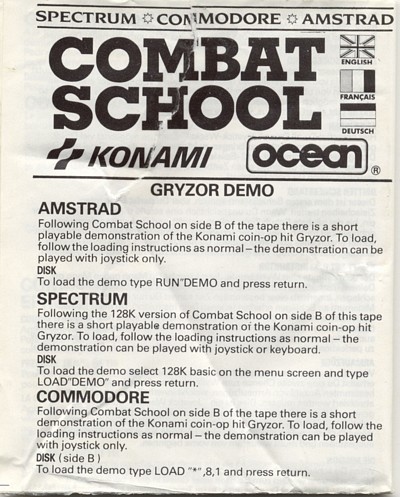 SPECTRUM ☼ COMMODORE ☼ AMSTRAD
COMBAT
SCHOOL
ENGLISH
FRANÇAIS
DEUTSCH
KONAMI
ocean®
GRYZOR DEMO
AMSTRAD
Following Combat School on side B of the tape there is a short
playable demonstration of the Konami coin-op hit Gryzor. To load,
follow the loading instructions as normal – the demonstration can be
played with joystick only.
DISK
To load the demo type RUN"DEMO and press return.
SPECTRUM
Following the 128K version of Combat School on side B of this tape
there is a short playable demonstration of the Konami coin-op hit
Gryzor. To load, follow the loading instructions as normal – the
demonstration can be played with joystick or keyboard.
DISK
To load the demo select 128K basic on the menu screen and type
LOAD"DEMO" and press return.
COMMODORE
Following Combat School on side B of the tape there is a short
demonstration of the Konami coin-op hit Gryzor. To load, follow the
loading instructions as normal – the demonstration can be played
with joystick only.
DISK (side B)
To load the demo type LOAD "*",8,1 and press return.